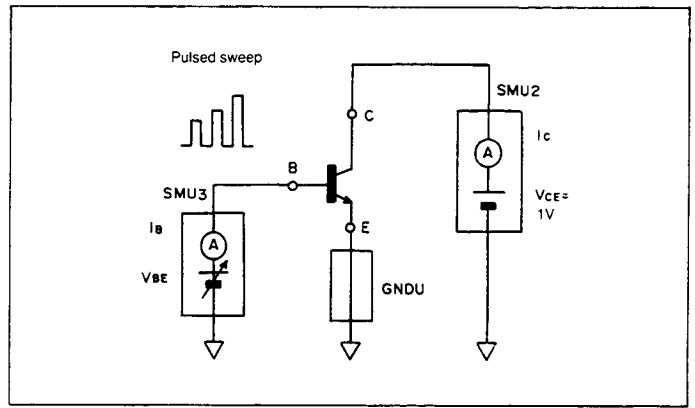 Pulsed sweep
SMU2
C
Ic
A
B
SMU3
VCE=
1V
IB
E
A
GNDU
VBE